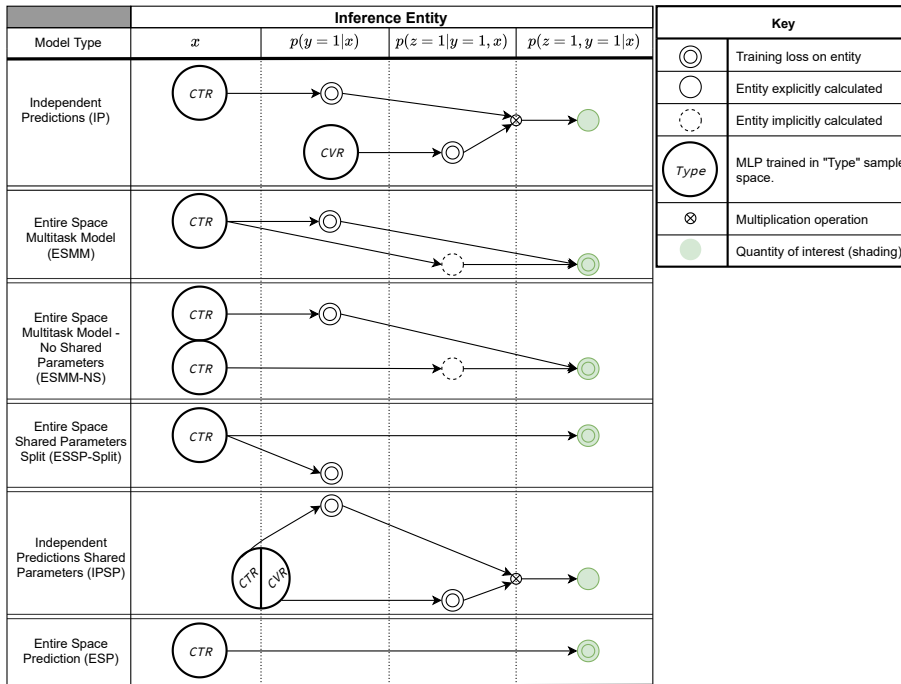 Inference Entity
Model Type
x
p(y = 1|x)
p(z = 1|y = 1, x)
p(z = 1, y = 1|x)
Independent
Predictions (IP)
CTR
CVR
Entire Space
Multitask Model
(ESMM)
CTR
Entire Space
Multitask Model -
No Shared
Parameters
(ESMM-NS)
CTR
CTR
Entire Space
Shared Parameters
Split (ESSP-Split)
CTR
Independent
Predictions Shared
Parameters (IPSP)
CTR
CVR
Entire Space
Prediction (ESP)
CTR
Key
Training loss on entity
Entity explicitly calculated
Entity implicitly calculated
Type
MLP trained in "Type" sample
space.
Multiplication operation
Quantity of interest (shading)